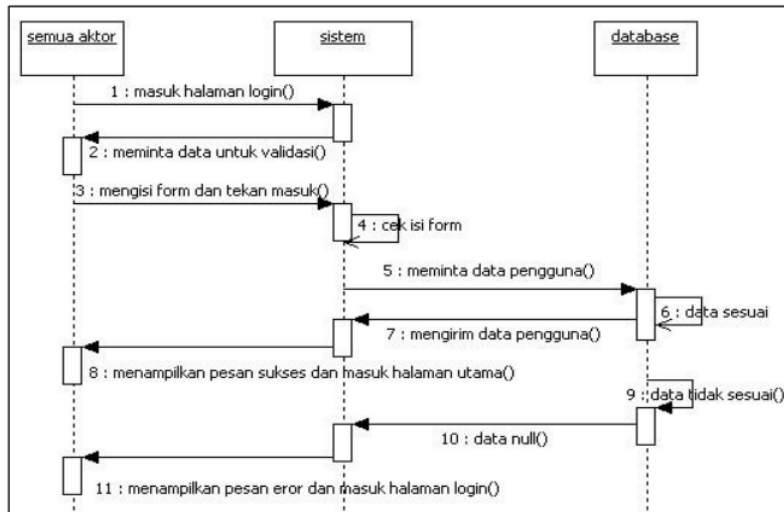 semua aktor
sistem
database
1 : masuk halaman login()
2 : meminta data untuk validasi()
3 : mengisi form dan tekan masuk()
4 : cek isi form
5 : meminta data pengguna()
6 : data sesuai
7 : mengirim data pengguna()
8 : menampilkan pesan sukses dan masuk halaman utama()
9 : data tidak sesuai()
10 : data null()
11 : menampilkan pesan eror dan masuk halaman login()